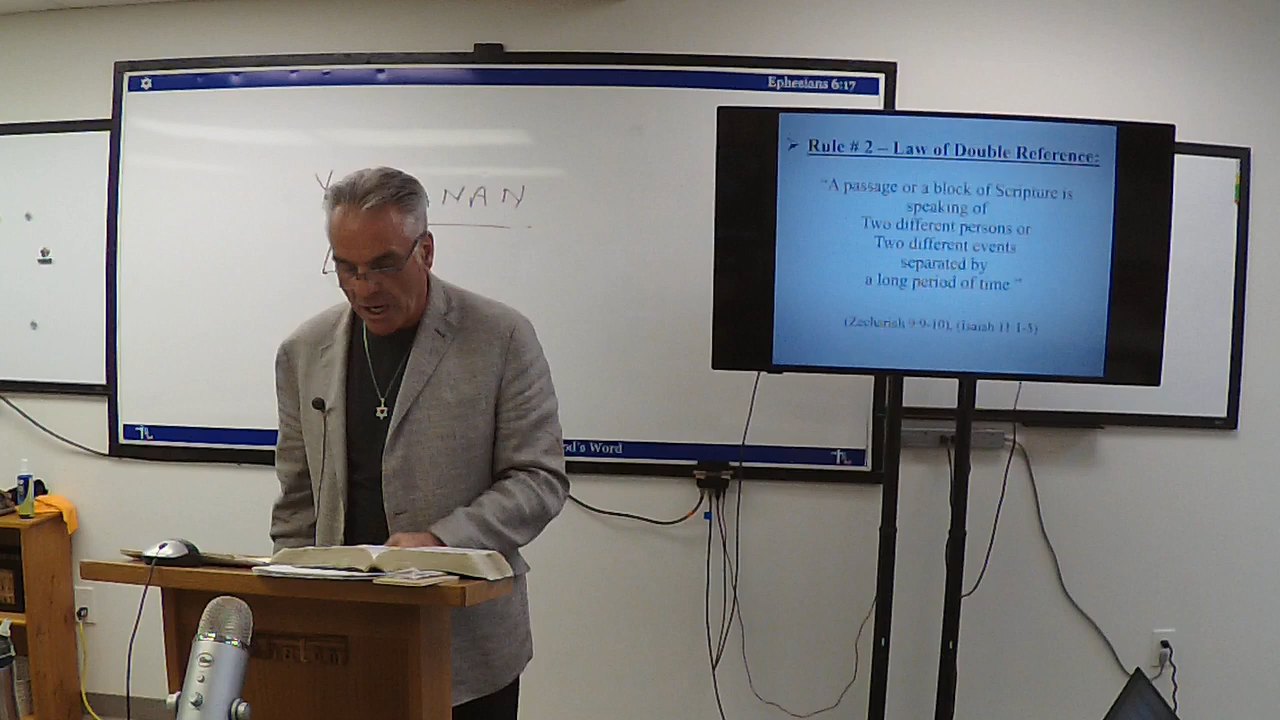 Ephesians 6:17
Y NAN
➢ Rule # 2 – Law of Double Reference:
"A passage or a block of Scripture is
speaking of
Two different persons or
Two different events
separated by
a long period of time"
(Zechariah 9:9-10), (Isaiah 11:1-5)
God's Word